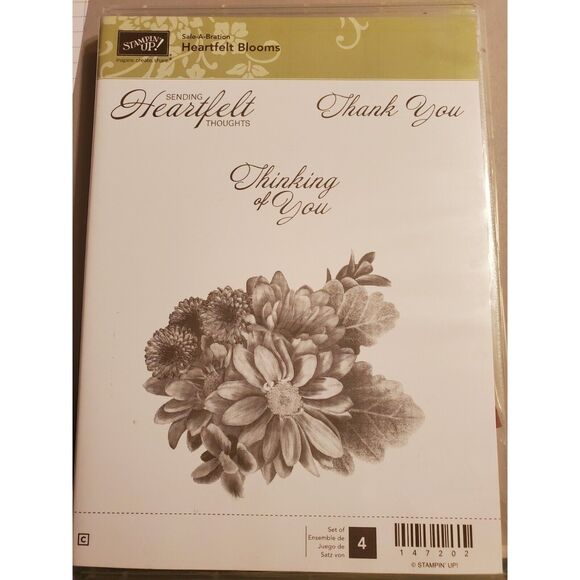 STAMPIN' UP!
inspire. create. share.
Sale-A-Bration
Heartfelt Blooms
SENDING
Heartfelt
THOUGHTS
Thank You
Thinking
of You
C
Set of
Ensemble de
Juego de
Satz von
4
147202
© STAMPIN' UP!